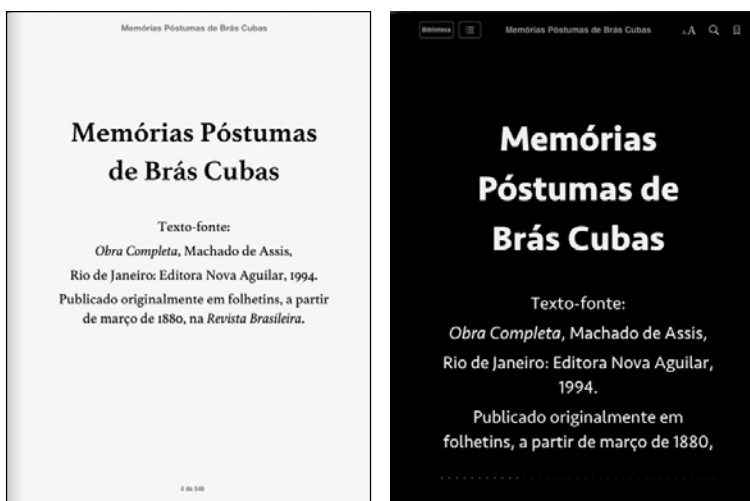 Memórias Póstumas de Brás Cubas
Memórias Póstumas
de Brás Cubas
Texto-fonte:
Obra Completa, Machado de Assis,
Rio de Janeiro: Editora Nova Aguilar, 1994.
Publicado originalmente em folhetins, a partir
de março de 1880, na Revista Brasileira.
4 de 546
Biblioteca
Memórias Póstumas de Brás Cubas
AA
Memórias
Póstumas de
Brás Cubas
Texto-fonte:
Obra Completa, Machado de Assis,
Rio de Janeiro: Editora Nova Aguilar,
1994.
Publicado originalmente em
folhetins, a partir de março de 1880,